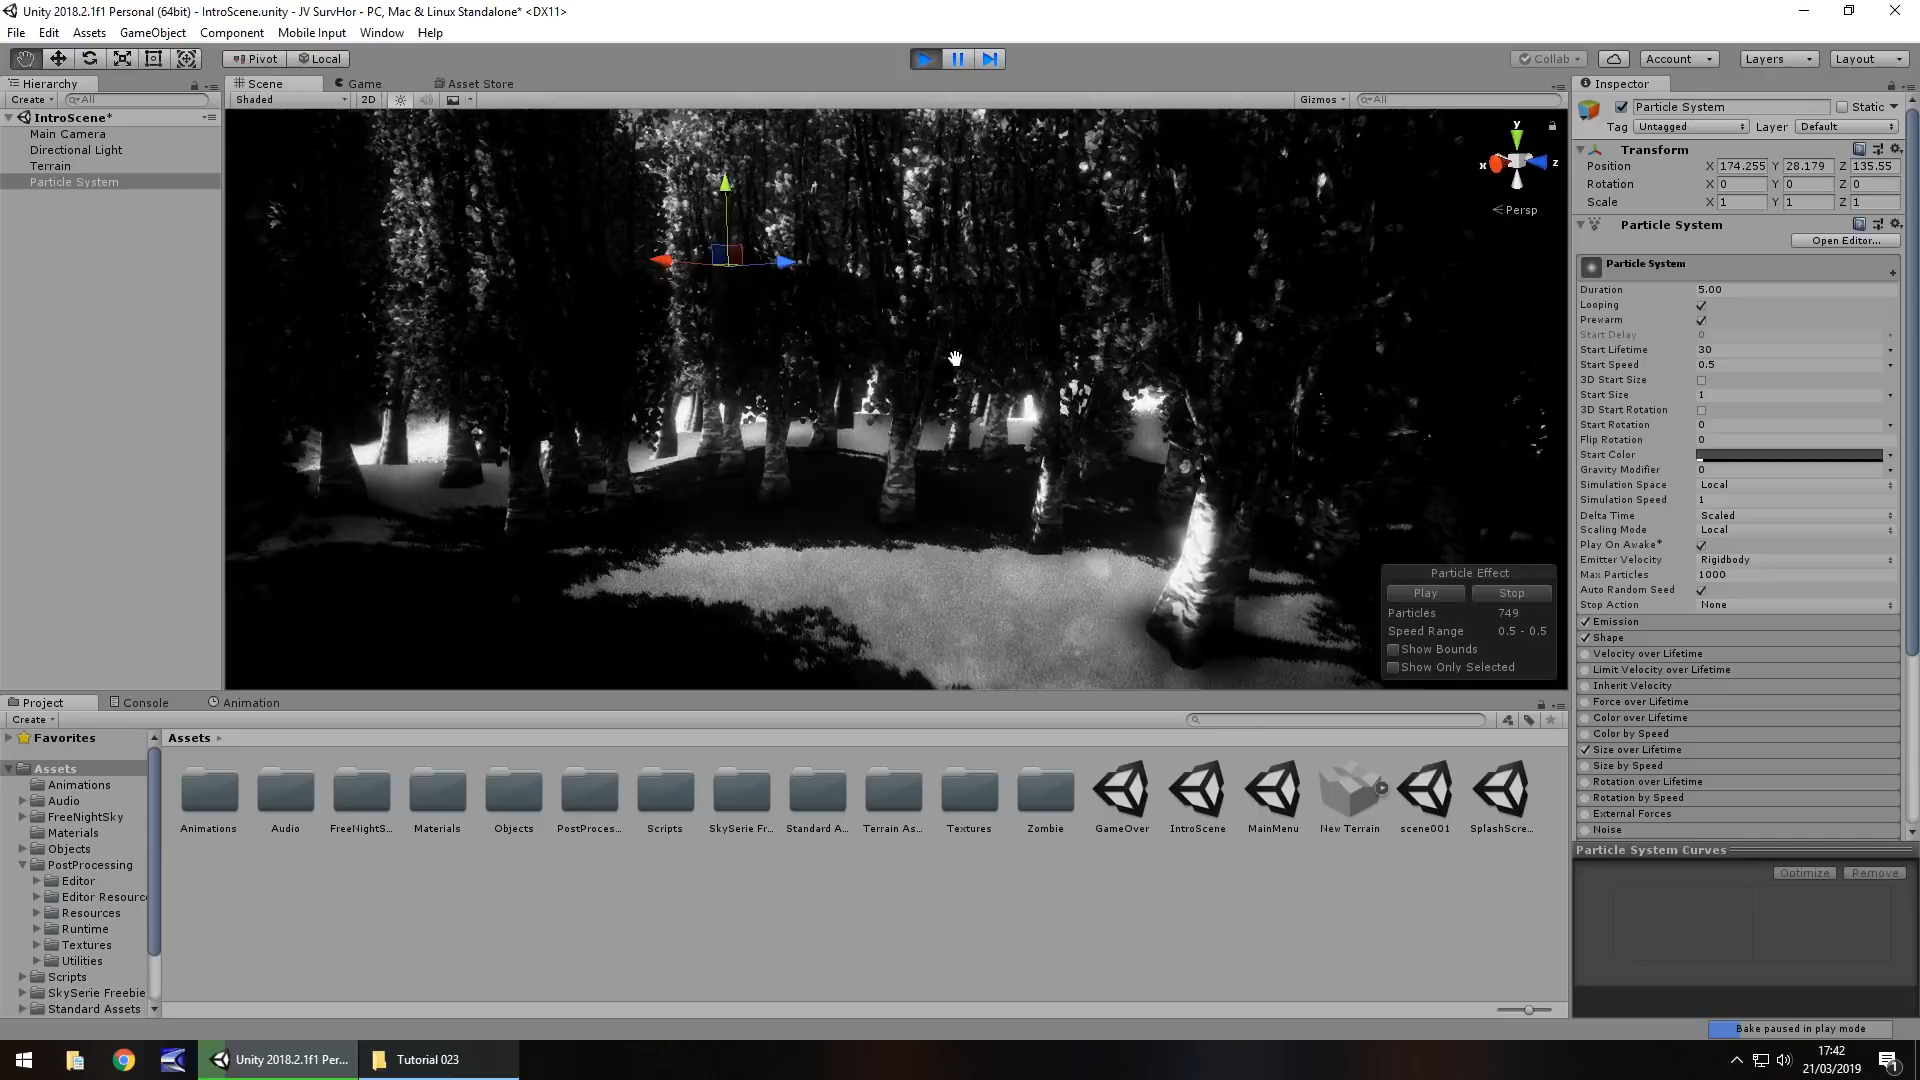 Unity 2018.2.1f1 Personal (64bit) - IntroScene.unity - JV SurvHor - PC, Mac & Linux Standalone* <DX11>
File Edit Assets GameObject Component Mobile Input Window Help
Pivot Local Collab Account Layers Layout
Hierarchy
Create All
IntroScene*
Main Camera
Directional Light
Terrain
Particle System
Scene Game Asset Store
Shaded 2D Gizmos All
y
x z
Persp
Particle Effect
Play Stop
Particles 749
Speed Range 0.5 - 0.5
Show Bounds
Show Only Selected
Inspector
Particle System Static
Tag Untagged Layer Default
Transform
Position X 174.255 Y 28.179 Z 135.55
Rotation X 0 Y 0 Z 0
Scale X 1 Y 1 Z 1
Particle System
Open Editor...
Particle System
Duration 5.00
Looping
Prewarm
Start Delay 0
Start Lifetime 30
Start Speed 0.5
3D Start Size
Start Size 1
3D Start Rotation
Start Rotation 0
Flip Rotation 0
Start Color
Gravity Modifier 0
Simulation Space Local
Simulation Speed 1
Delta Time Scaled
Scaling Mode Local
Play On Awake*
Emitter Velocity Rigidbody
Max Particles 1000
Auto Random Seed
Stop Action None
Emission
Shape
Velocity over Lifetime
Limit Velocity over Lifetime
Inherit Velocity
Force over Lifetime
Color over Lifetime
Color by Speed
Size over Lifetime
Size by Speed
Rotation over Lifetime
Rotation by Speed
External Forces
Noise
Particle System Curves
Optimize Remove
Bake paused in play mode
Project Console Animation
Create
Favorites
Assets
Animations
Audio
FreeNightSky
Materials
Objects
PostProcessing
Editor
Editor Resourc
Resources
Runtime
Textures
Utilities
Scripts
SkySerie Freebie
Standard Assets
Assets
Animations Audio FreeNightS... Materials Objects PostProces... Scripts SkySerie Fr... Standard A... Terrain As... Textures Zombie GameOver IntroScene MainMenu New Terrain scene001 SplashScre...
Unity 2018.2.1f1 Per... Tutorial 023
17:42
21/03/2019
1